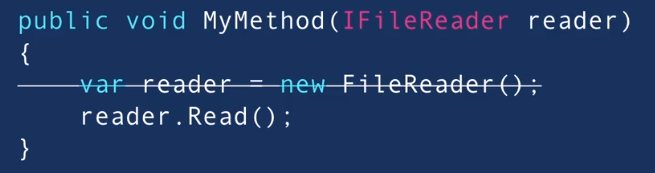 public void MyMethod(IFileReader reader)
{
    var reader = new FileReader();
    reader.Read();
}